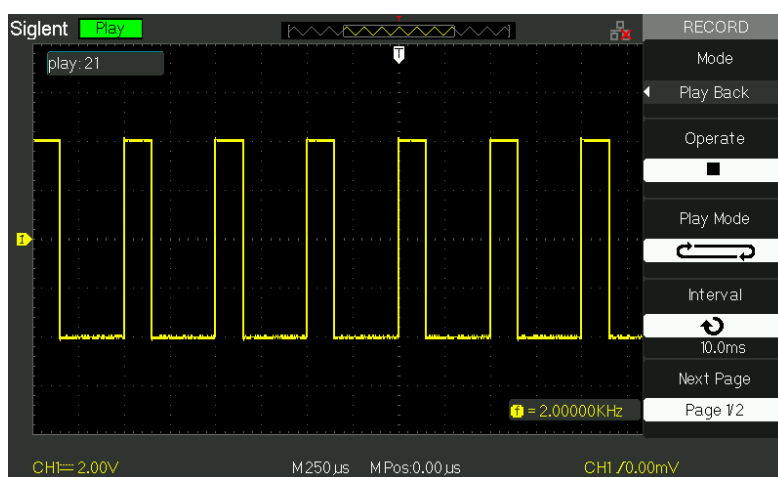 Siglent Play
RECORD
Mode
Play Back
T
play: 21
Operate
Play Mode
Interval
10.0ms
Next Page
Page 1/2
f = 2.00000KHz
CH1 2.00V M 250μs M Pos:0.00μs CH1 /0.00mV